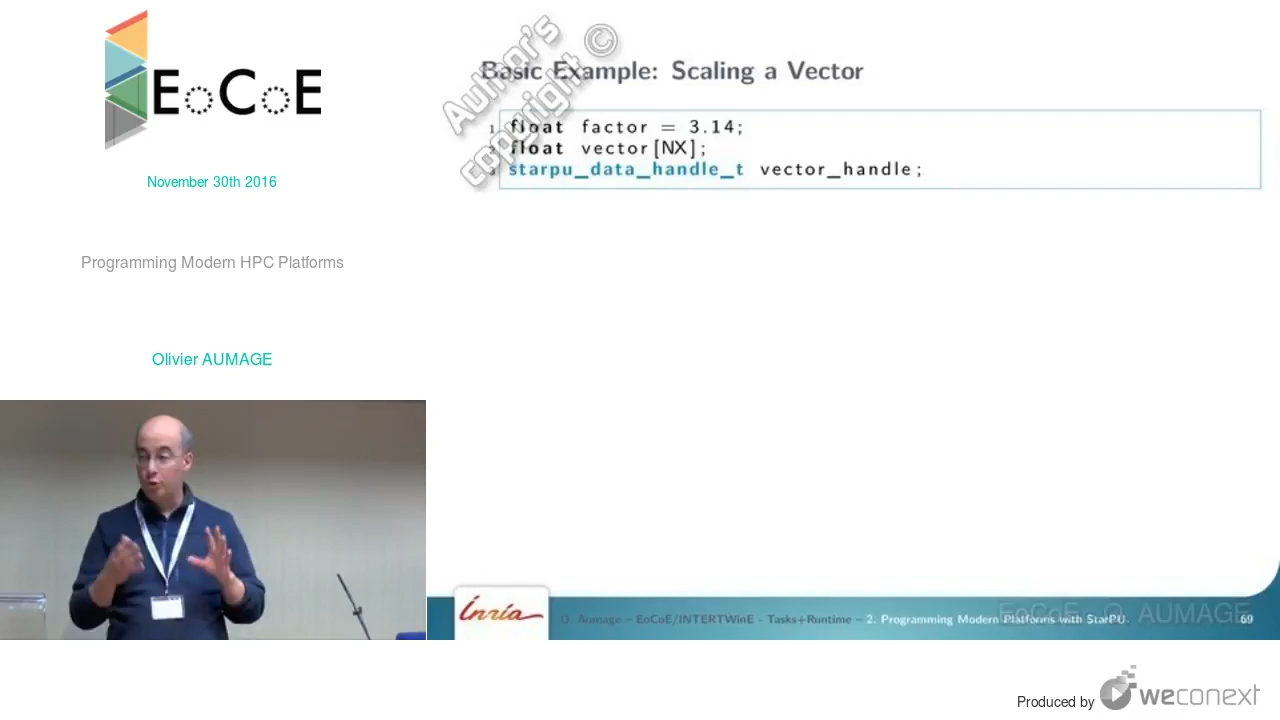 EoCoE
November 30th 2016
Programming Modern HPC Platforms
Olivier AUMAGE
Author's
copyright ©
Basic Example: Scaling a Vector
1 float factor = 3.14;
2 float vector[NX];
3 starpu_data_handle_t vector_handle;
Inria
O. Aumage – EoCoE/INTERTWinE - Tasks+Runtime – 2. Programming Modern Platforms with StarPU
EoCoE - O. AUMAGE
69
Produced by weconext